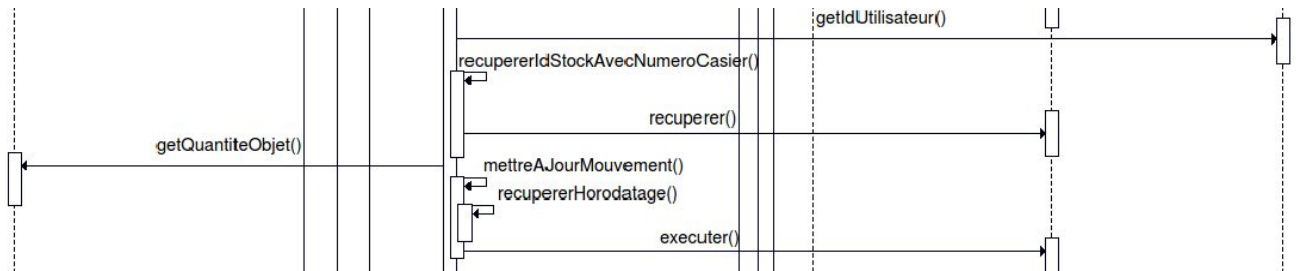 getIdUtilisateur()
recupererIdStockAvecNumeroCasier()
recuperer()
getQuantiteObjet()
mettreAJourMouvement()
recupererHorodatage()
executer()